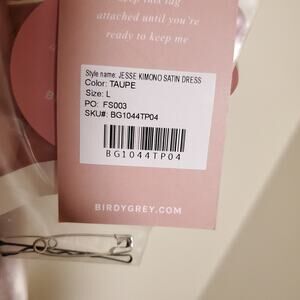 keep this tag
attached until you're
ready to keep me
Style name: JESSE KIMONO SATIN DRESS
Color: TAUPE
Size: L
PO: FS003
SKU#: BG1044TP04
BG1044TP04
BIRDYGREY.COM